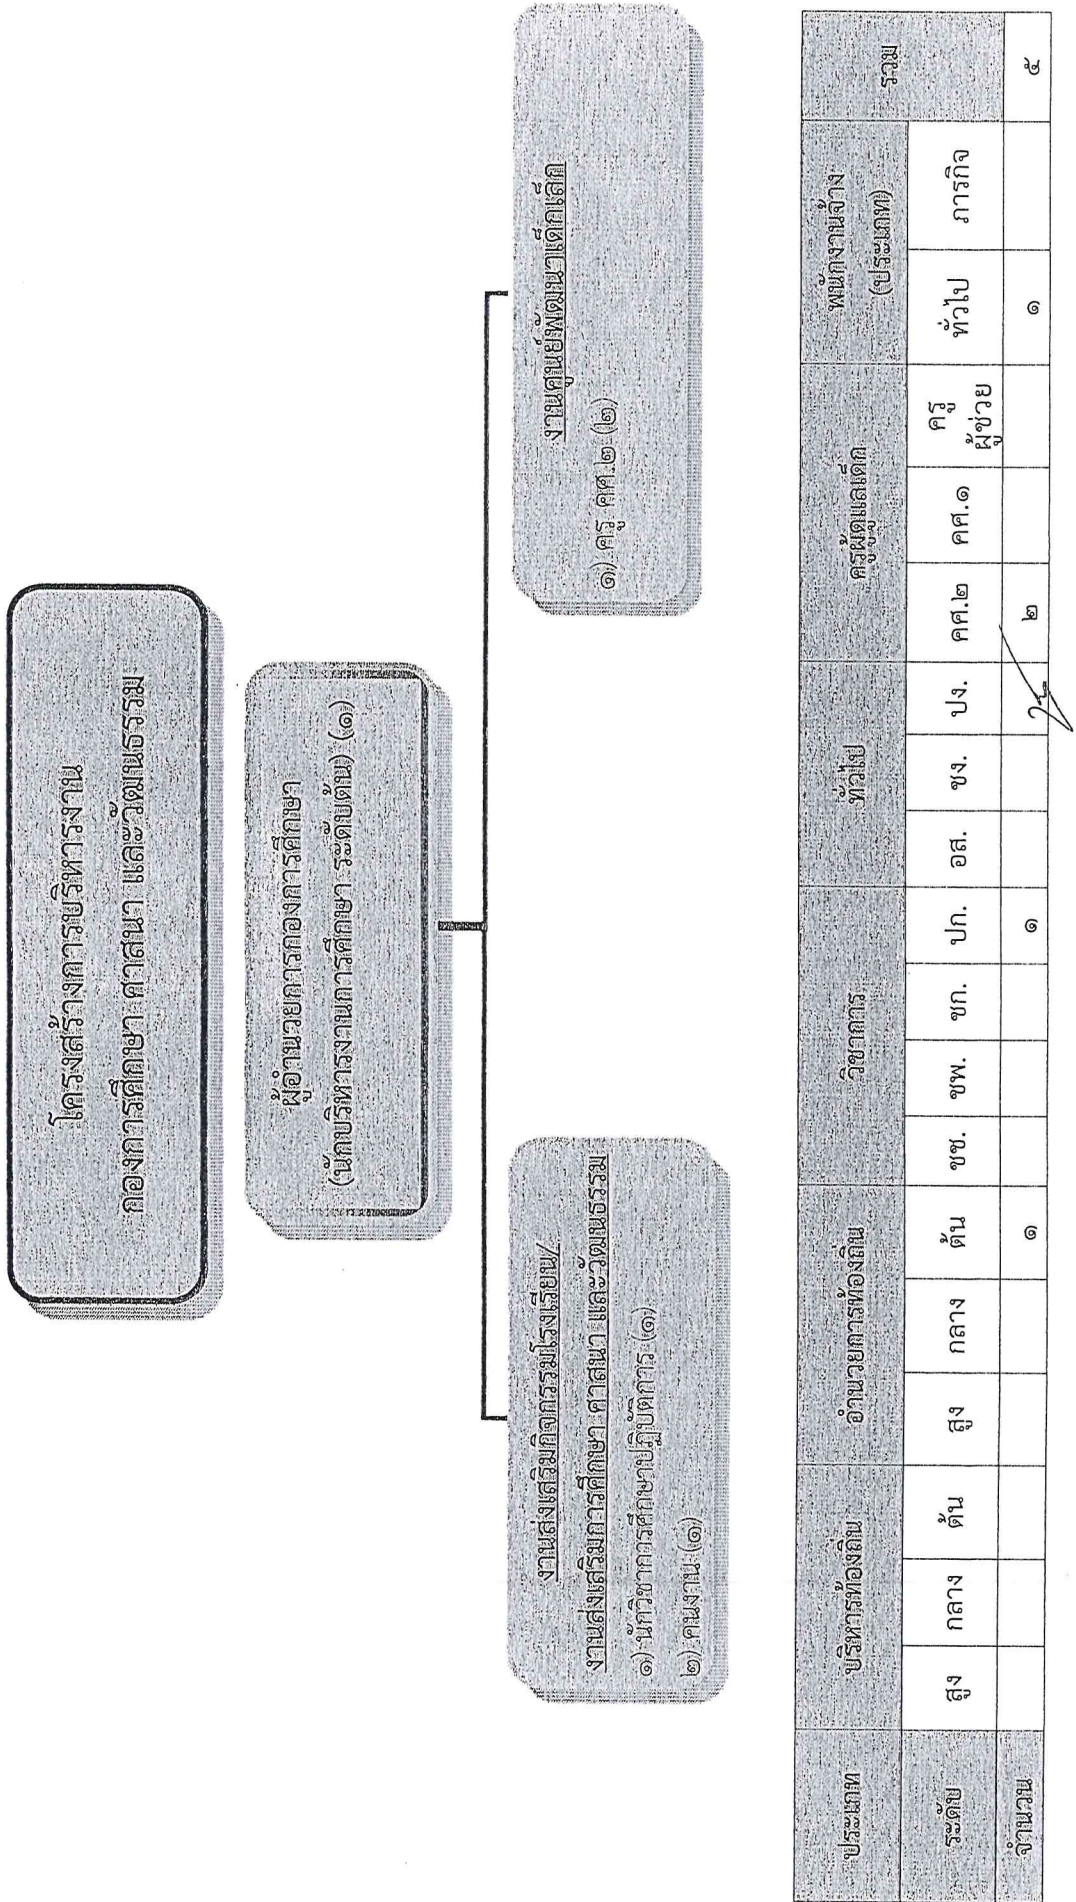 โครงสร้างการบริหารงาน
กองการศึกษา ศาสนา และวัฒนธรรม
ผู้อำนวยการกองการศึกษา
(นักบริหารงานการศึกษา ระดับต้น) (๑)
งานส่งเสริมกิจกรรมโรงเรียน/
งานส่งเสริมการศึกษา ศาสนา และวัฒนธรรม
๑) นักวิชาการศึกษาปฏิบัติการ (๑)
๒) คนงาน (๑)
งานศูนย์พัฒนาเด็กเล็ก
๑) ครู คศ.๒ (๒)
ประเภท บริหารท้องถิ่น อำนวยการท้องถิ่น วิชาการ ทั่วไป ครูผู้ดูแลเด็ก พนักงานจ้าง (ประเภท) รวม
ระดับ สูง กลาง ต้น สูง กลาง ต้น ชช. ชพ. ชก. ปก. อส. ชง. ปง. คศ.๒ คศ.๑ ครูผู้ช่วย ทั่วไป ภารกิจ
จำนวน ๑ ๑ ๒ ๑ ๕